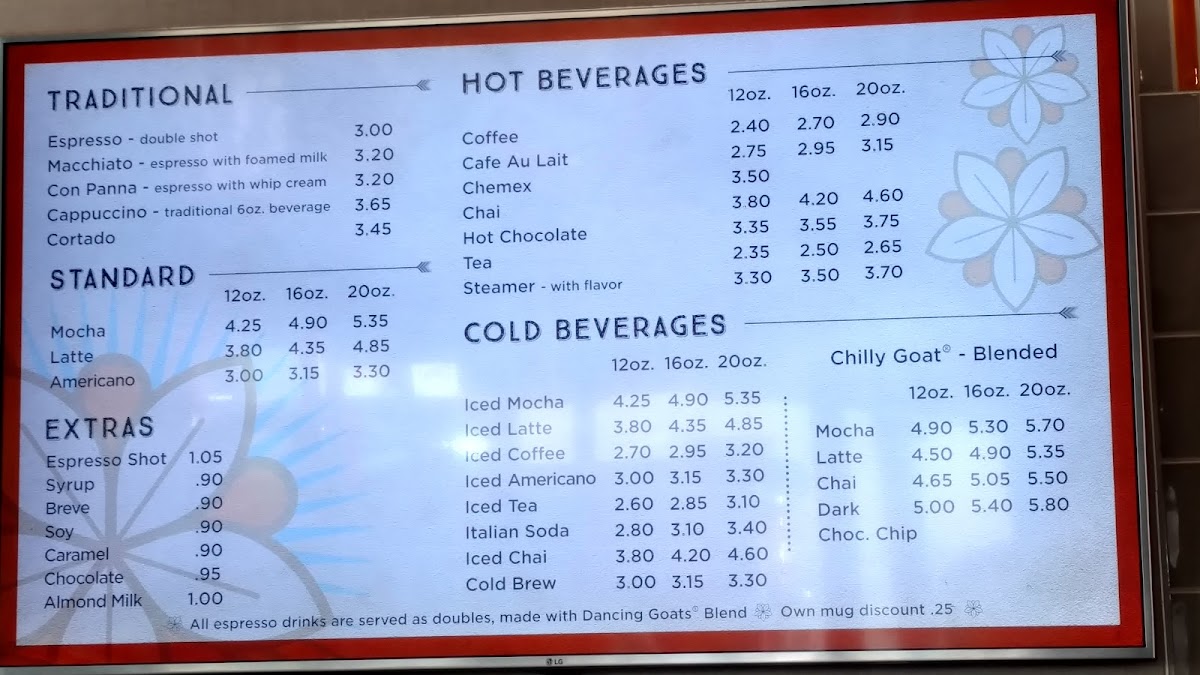 TRADITIONAL
Espresso - double shot 3.00
Macchiato - espresso with foamed milk 3.20
Con Panna - espresso with whip cream 3.20
Cappuccino - traditional 6oz. beverage 3.65
Cortado 3.45
STANDARD
12oz. 16oz. 20oz.
Mocha 4.25 4.90 5.35
Latte 3.80 4.35 4.85
Americano 3.00 3.15 3.30
EXTRAS
Espresso Shot 1.05
Syrup .90
Breve .90
Soy .90
Caramel .90
Chocolate .95
Almond Milk 1.00
HOT BEVERAGES
12oz. 16oz. 20oz.
Coffee 2.40 2.70 2.90
Cafe Au Lait 2.75 2.95 3.15
Chemex 3.50
Chai 3.80 4.20 4.60
Hot Chocolate 3.35 3.55 3.75
Tea 2.35 2.50 2.65
Steamer - with flavor 3.30 3.50 3.70
COLD BEVERAGES
12oz. 16oz. 20oz.
Iced Mocha 4.25 4.90 5.35
Iced Latte 3.80 4.35 4.85
Iced Coffee 2.70 2.95 3.20
Iced Americano 3.00 3.15 3.30
Iced Tea 2.60 2.85 3.10
Italian Soda 2.80 3.10 3.40
Iced Chai 3.80 4.20 4.60
Cold Brew 3.00 3.15 3.30
Chilly Goat® - Blended
12oz. 16oz. 20oz.
Mocha 4.90 5.30 5.70
Latte 4.50 4.90 5.35
Chai 4.65 5.05 5.50
Dark 5.00 5.40 5.80
Choc. Chip
All espresso drinks are served as doubles, made with Dancing Goats® Blend Own mug discount .25
LG